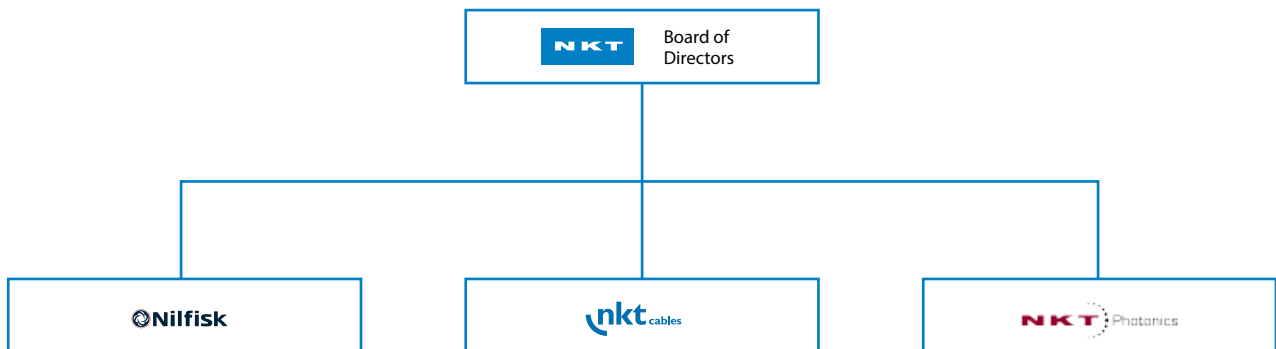 NKT
Board of
Directors
Nilfisk
nkt cables
NKT Photonics